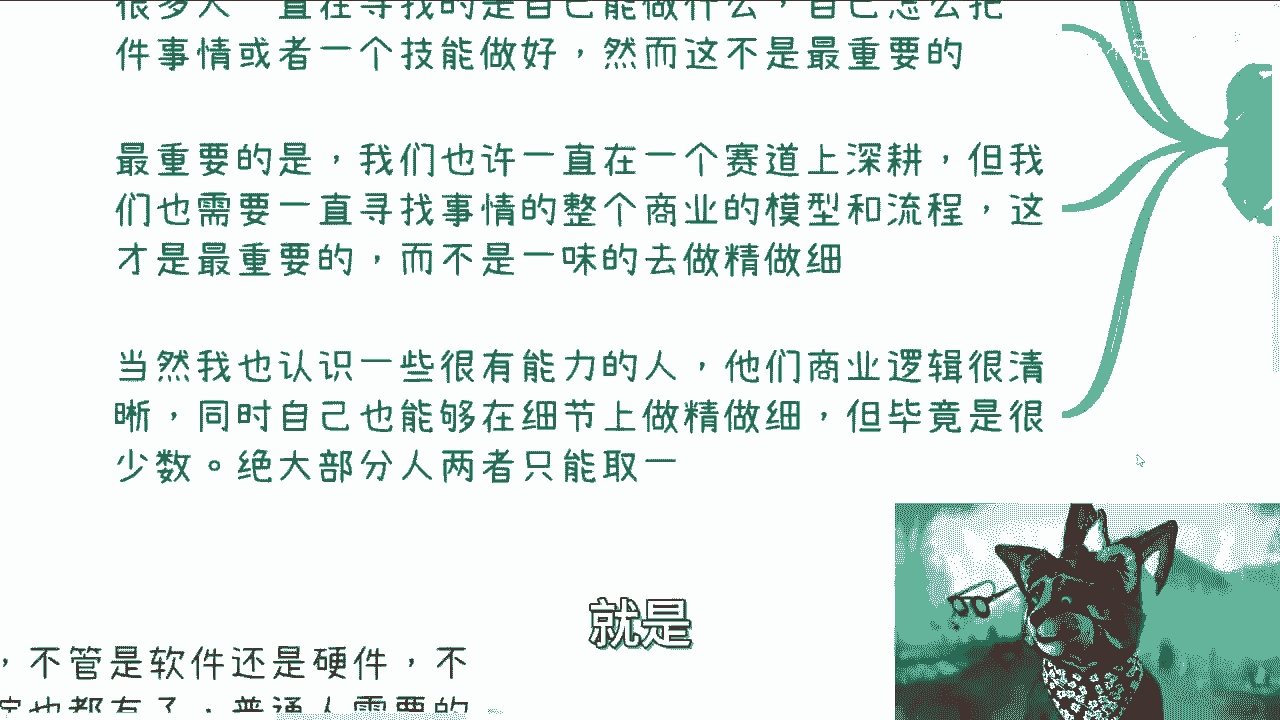 很多人一直在寻找的是自己能做什么，自己怎么把
件事情或者一个技能做好，然而这不是最重要的
最重要的是，我们也许一直在一个赛道上深耕，但我
们也需要一直寻找事情的整个商业的模型和流程，这
才是最重要的，而不是一味的去做精做细
当然我也认识一些很有能力的人，他们商业逻辑很清
晰，同时自己也能够在细节上做精做细，但毕竟是很
少数。绝大部分人两者只能取一
就是
，不管是软件还是硬件，不
也都有了，普通人需要的